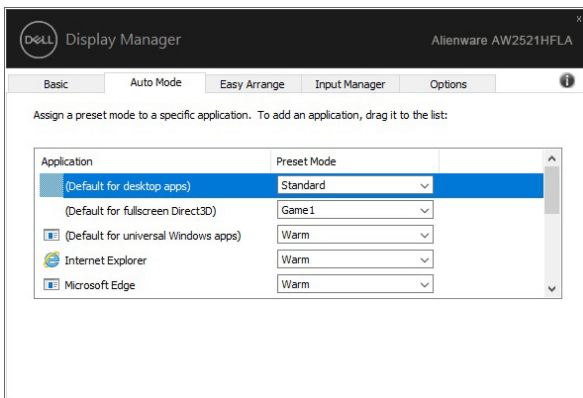 DELL Display Manager Alienware AW2521HFLA
x
Basic Auto Mode Easy Arrange Input Manager Options i
Assign a preset mode to a specific application. To add an application, drag it to the list:
Application Preset Mode
(Default for desktop apps) Standard
(Default for fullscreen Direct3D) Game1
(Default for universal Windows apps) Warm
Internet Explorer Warm
Microsoft Edge Warm